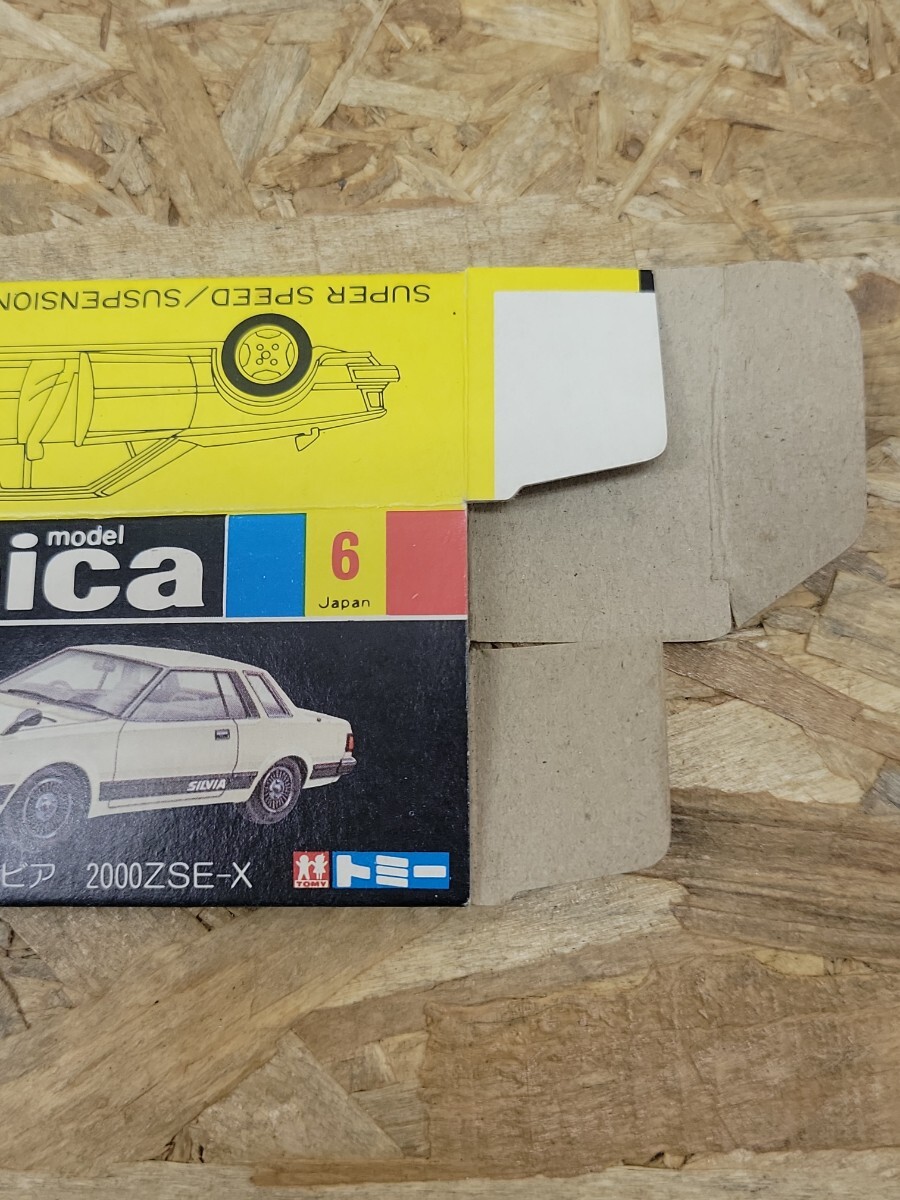 SUPER SPEED/SUSPENSION
model
ica
6
Japan
SILVIA
ビア 2000ZSE-X
TOMY
トミー